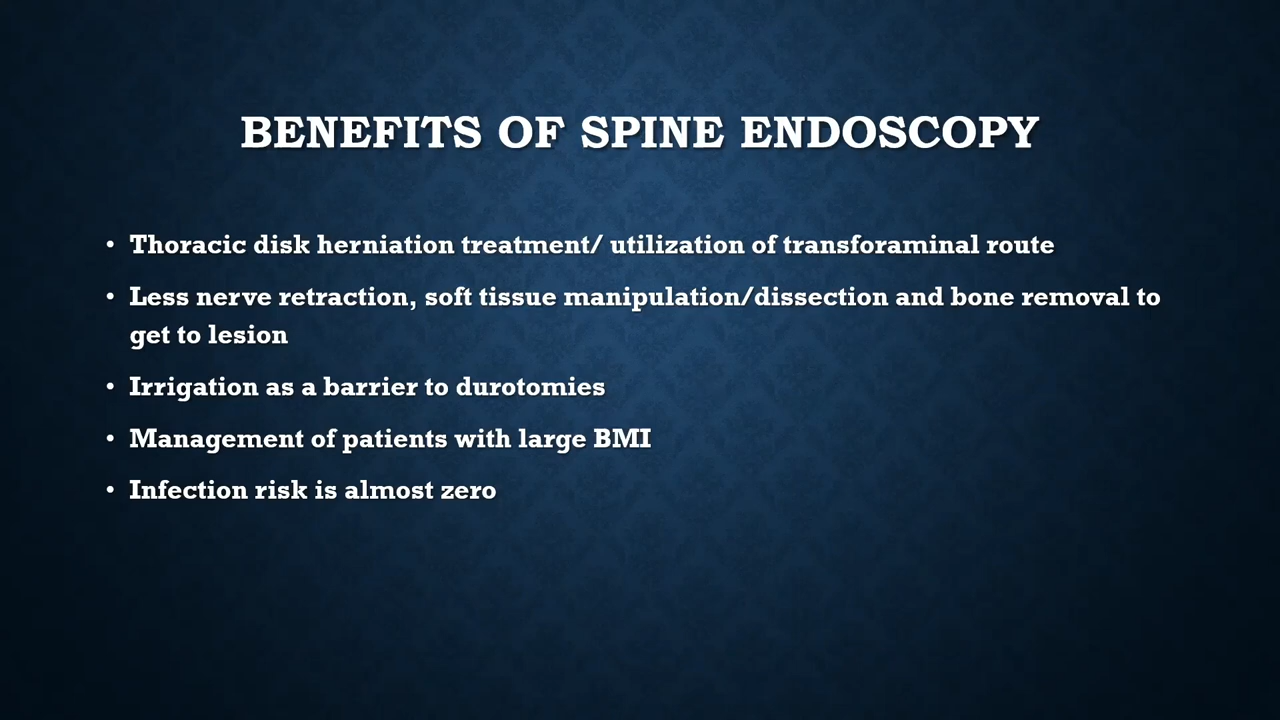 BENEFITS OF SPINE ENDOSCOPY
• Thoracic disk herniation treatment/ utilization of transforaminal route
• Less nerve retraction, soft tissue manipulation/dissection and bone removal to
get to lesion
• Irrigation as a barrier to durotomies
• Management of patients with large BMI
• Infection risk is almost zero